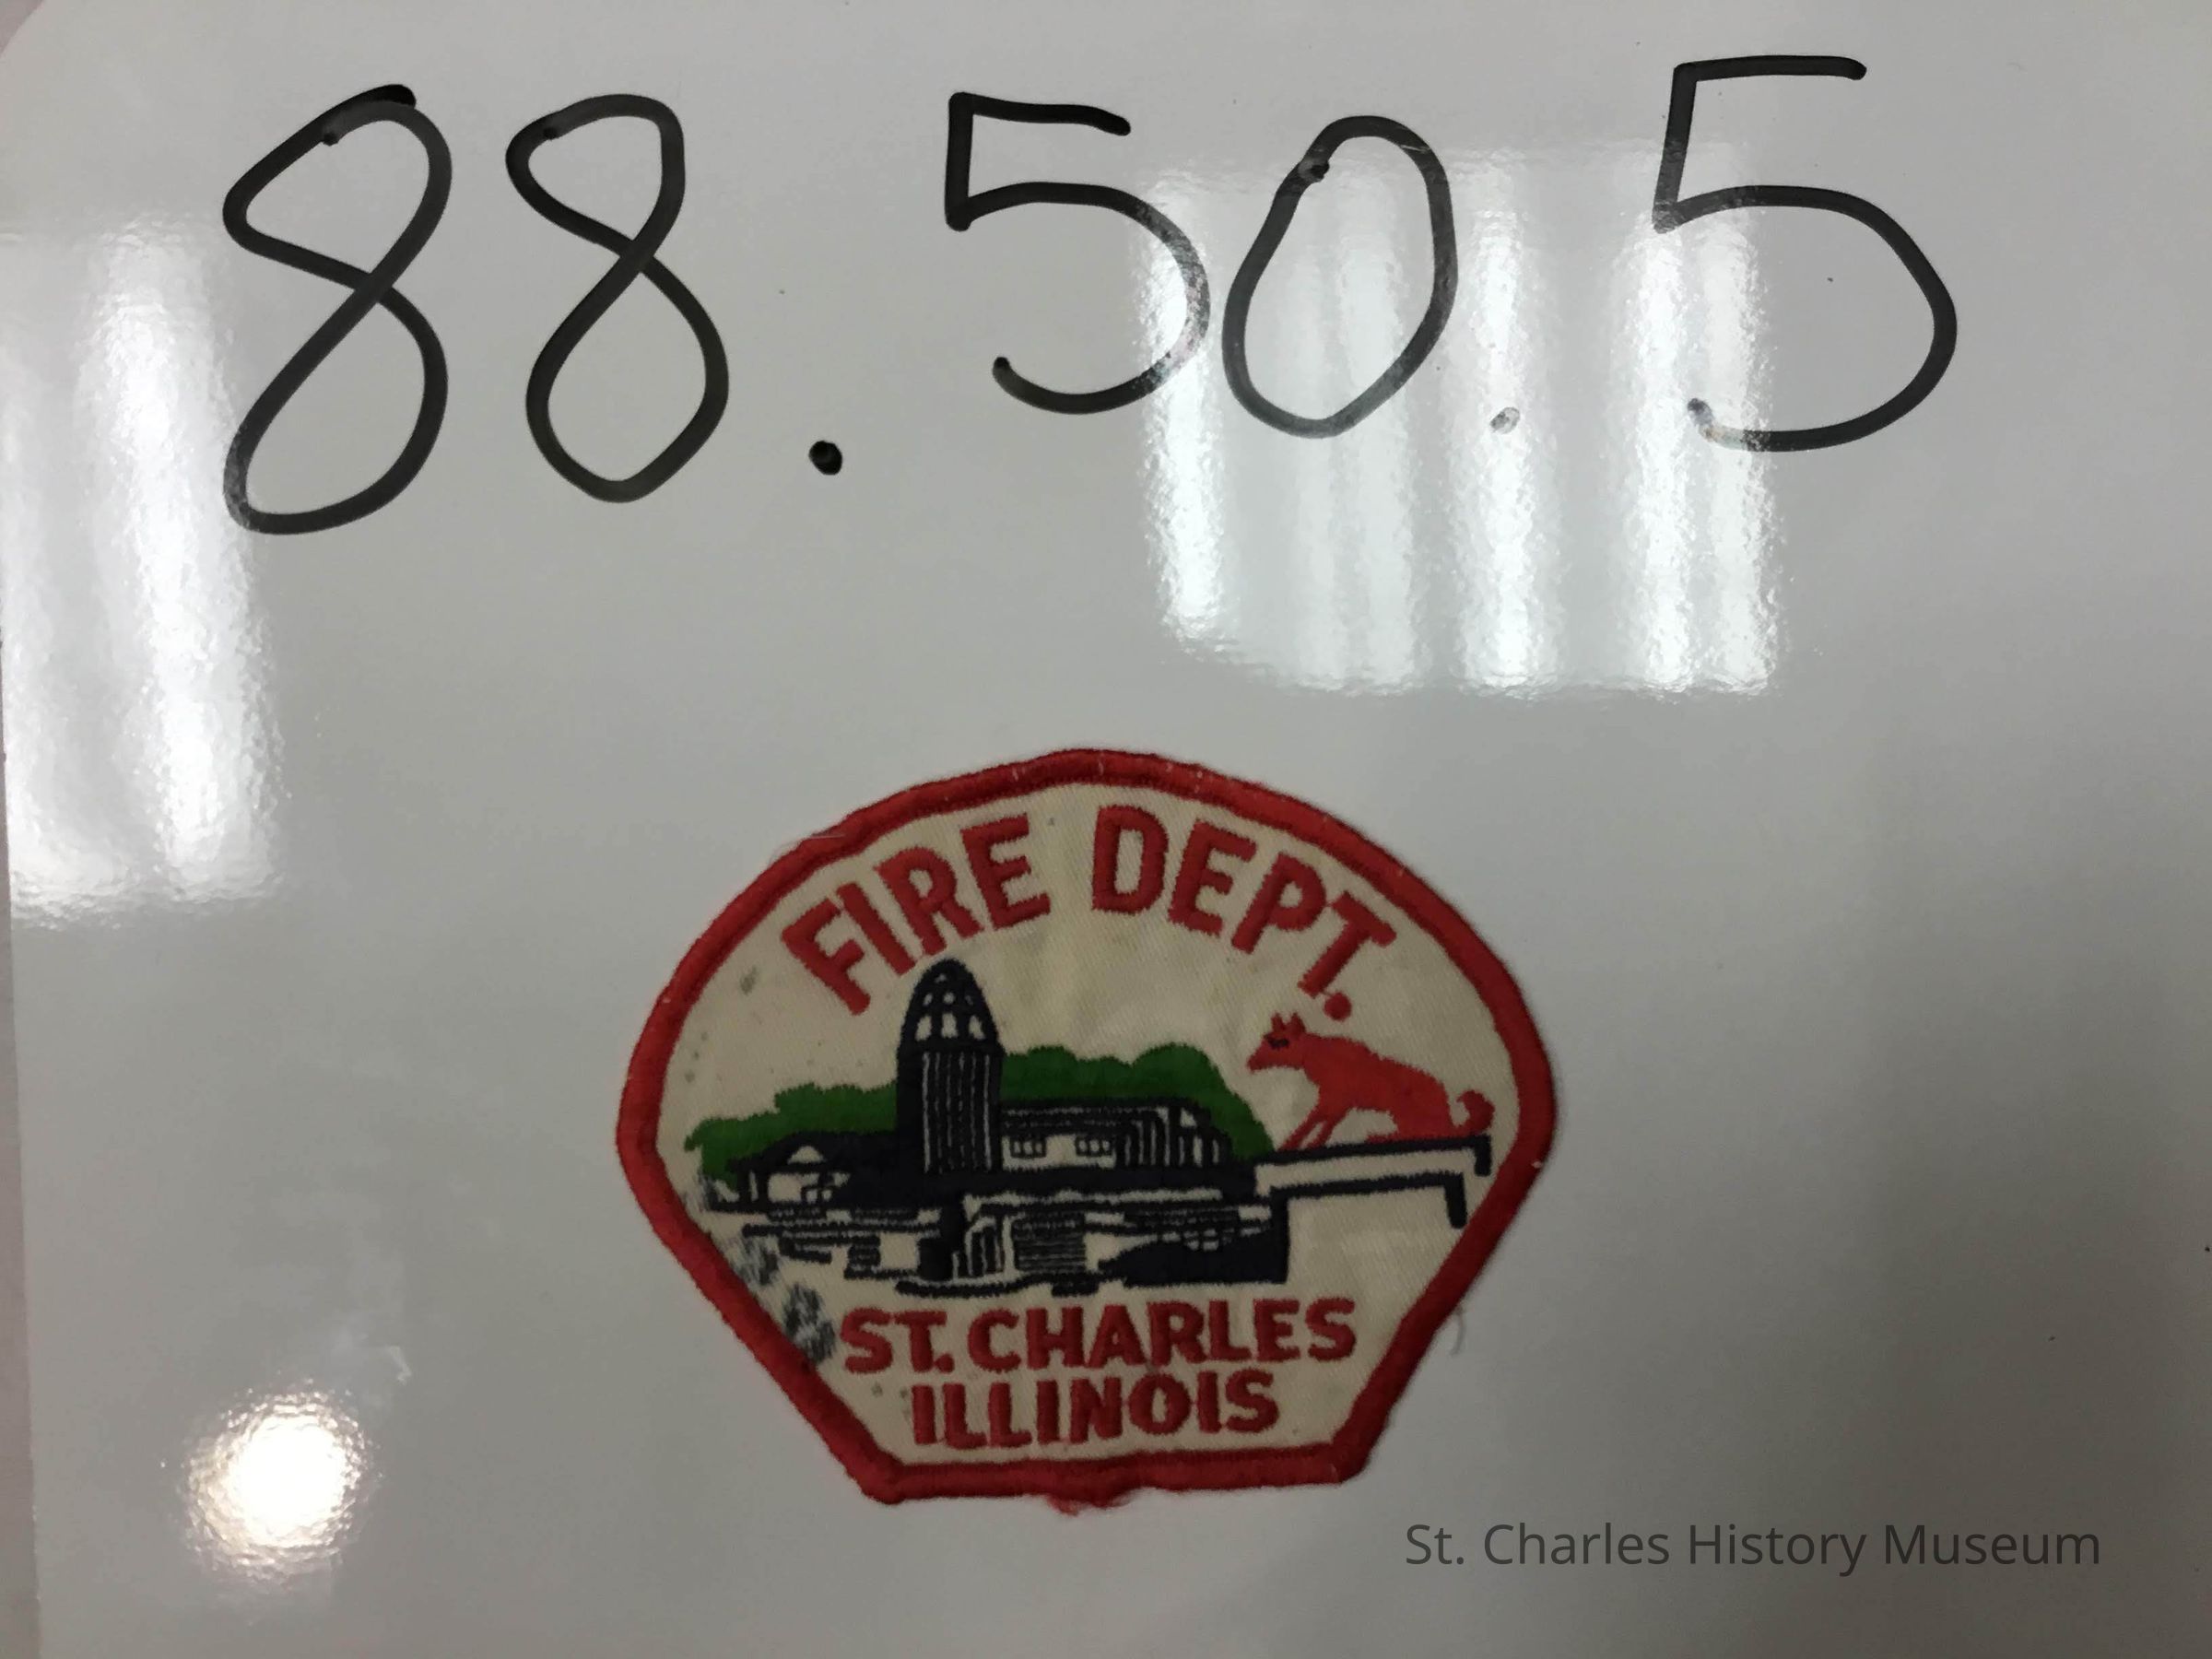 88.50.5
FIRE DEPT.
ST. CHARLES
ILLINOIS
St. Charles History Museum